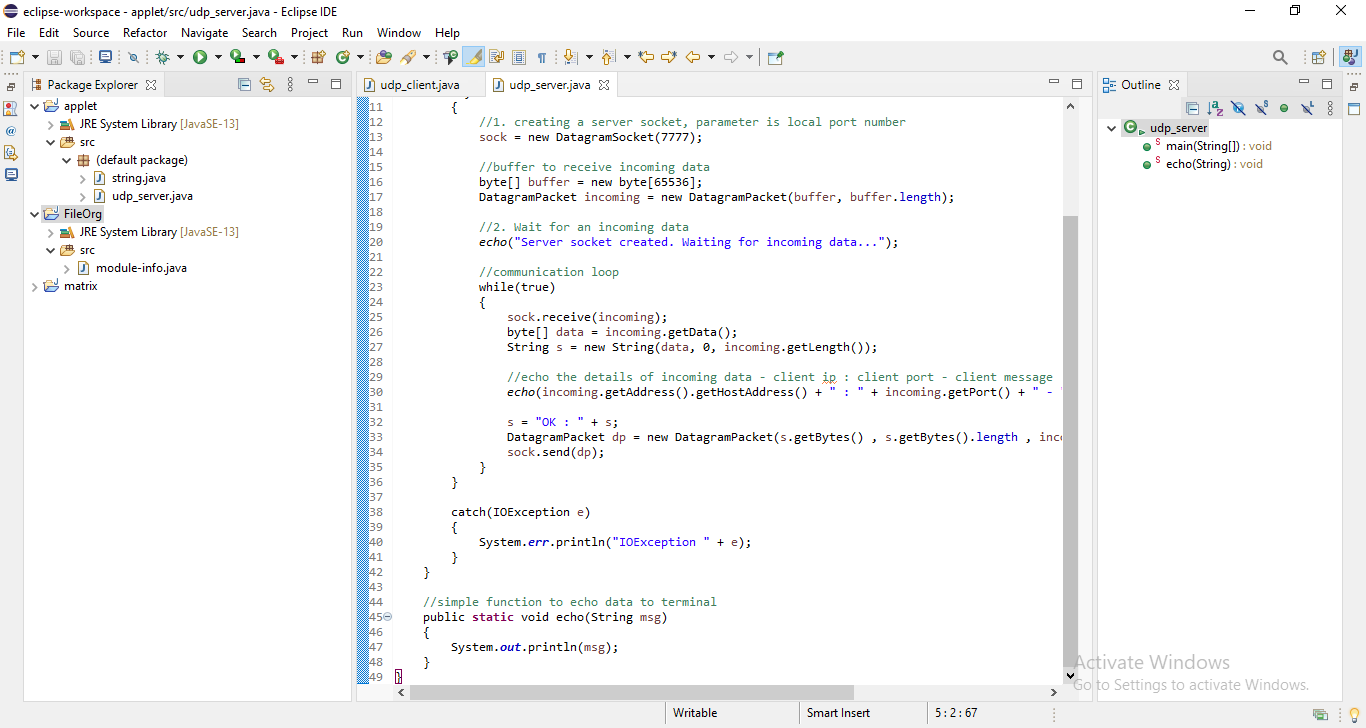 eclipse-workspace - applet/src/udp_server.java - Eclipse IDE
File Edit Source Refactor Navigate Search Project Run Window Help
Package Explorer
applet
JRE System Library [JavaSE-13]
src
(default package)
string.java
udp_server.java
FileOrg
JRE System Library [JavaSE-13]
src
module-info.java
matrix
udp_client.java
udp_server.java
11 {
12 //1. creating a server socket, parameter is local port number
13 sock = new DatagramSocket(7777);
14
15 //buffer to receive incoming data
16 byte[] buffer = new byte[65536];
17 DatagramPacket incoming = new DatagramPacket(buffer, buffer.length);
18
19 //2. Wait for an incoming data
20 echo("Server socket created. Waiting for incoming data...");
21
22 //communication loop
23 while(true)
24 {
25 sock.receive(incoming);
26 byte[] data = incoming.getData();
27 String s = new String(data, 0, incoming.getLength());
28
29 //echo the details of incoming data - client ip : client port - client message
30 echo(incoming.getAddress().getHostAddress() + " : " + incoming.getPort() + " -
31
32 s = "OK : " + s;
33 DatagramPacket dp = new DatagramPacket(s.getBytes() , s.getBytes().length , inc
34 sock.send(dp);
35 }
36 }
37
38 catch(IOException e)
39 {
40 System.err.println("IOException " + e);
41 }
42 }
43
44 //simple function to echo data to terminal
45 public static void echo(String msg)
46 {
47 System.out.println(msg);
48 }
49 }
Outline
udp_server
main(String[]) : void
echo(String) : void
Activate Windows
Go to Settings to activate Windows.
Writable Smart Insert 5 : 2 : 67